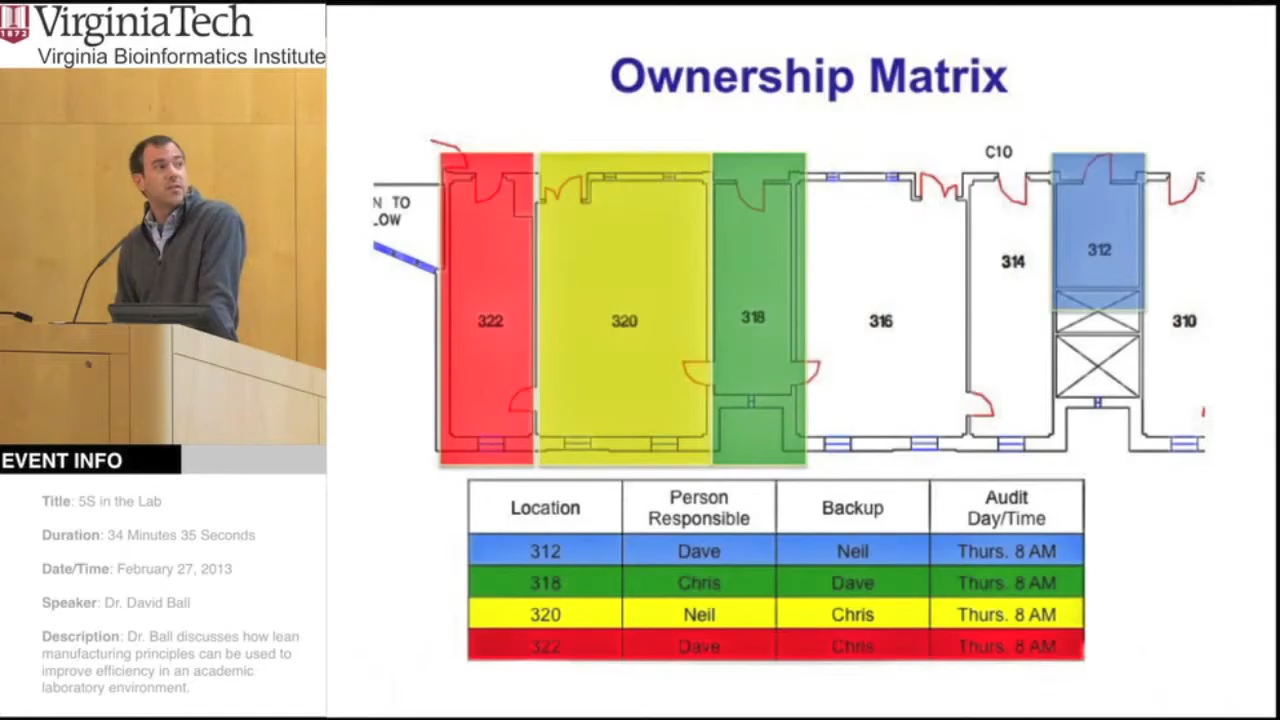 1872
VirginiaTech
Virginia Bioinformatics Institute
EVENT INFO
Title: 5S in the Lab
Duration: 34 Minutes 35 Seconds
Date/Time: February 27, 2013
Speaker: Dr. David Ball
Description: Dr. Ball discusses how lean
manufacturing principles can be used to
improve efficiency in an academic
laboratory environment.
Ownership Matrix
C10
N TO
LOW
322
320
318
316
314
312
310
Location Person Responsible Backup Audit Day/Time
312 Dave Neil Thurs. 8 AM
318 Chris Dave Thurs. 8 AM
320 Neil Chris Thurs. 8 AM
322 Dave Chris Thurs. 8 AM